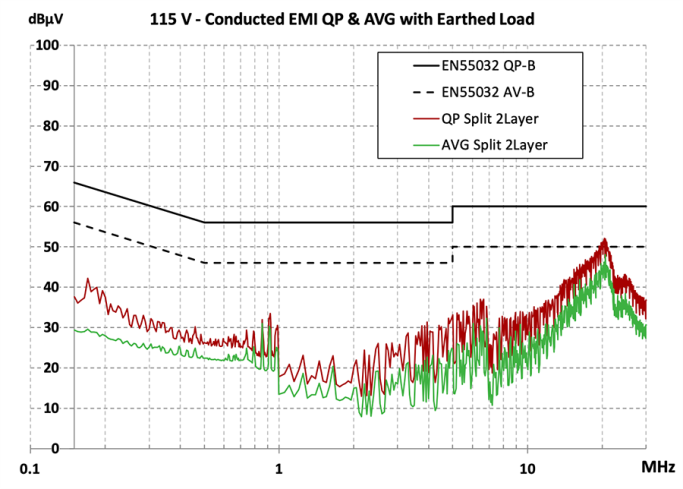 dBµV
115 V - Conducted EMI QP & AVG with Earthed Load
100
90
80
70
60
50
40
30
20
10
0
EN55032 QP-B
EN55032 AV-B
QP Split 2Layer
AVG Split 2Layer
0.1
1
10
MHz